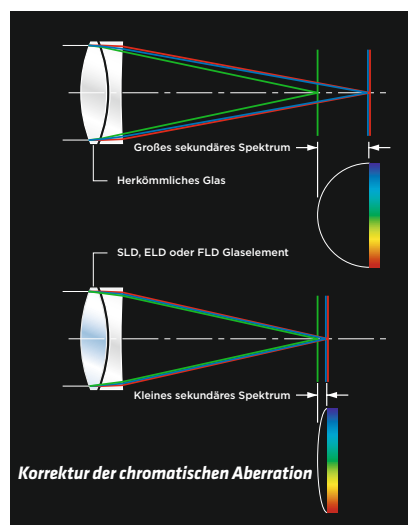 Großes sekundäres Spektrum
Herkömmliches Glas
SLD, ELD oder FLD Glaselement
Kleines sekundäres Spektrum
Korrektur der chromatischen Aberration